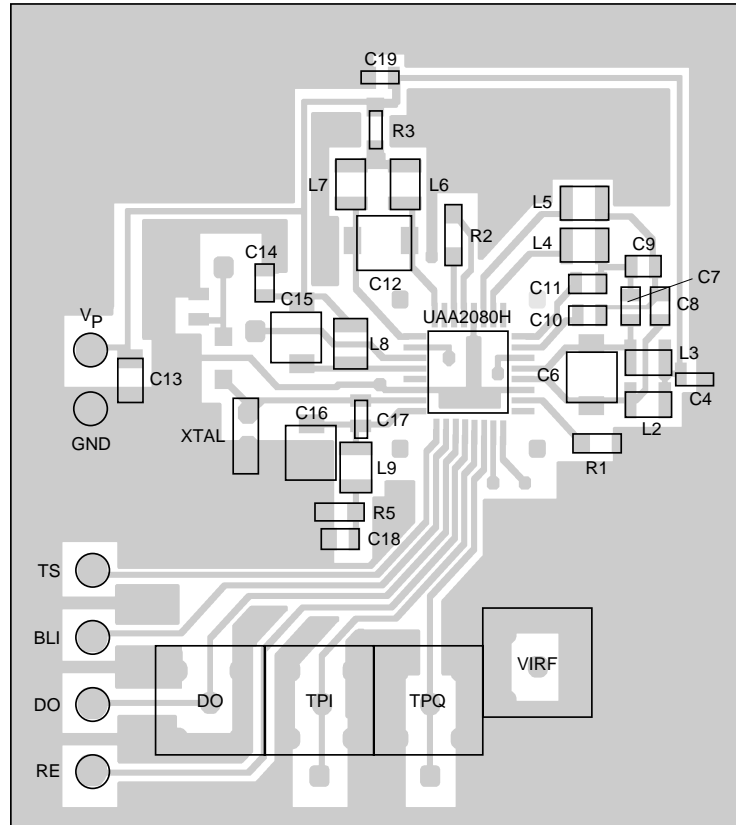 C19
R3
L7
L6
L5
R2
L4
C9
C14
C12
C11
C7
C15
UAA2080H
VP
C10
C8
L8
L3
C13
C6
C4
C16
C17
GND
XTAL
L2
L9
R1
R5
C18
TS
BLI
VIRF
DO
DO
TPI
TPQ
RE